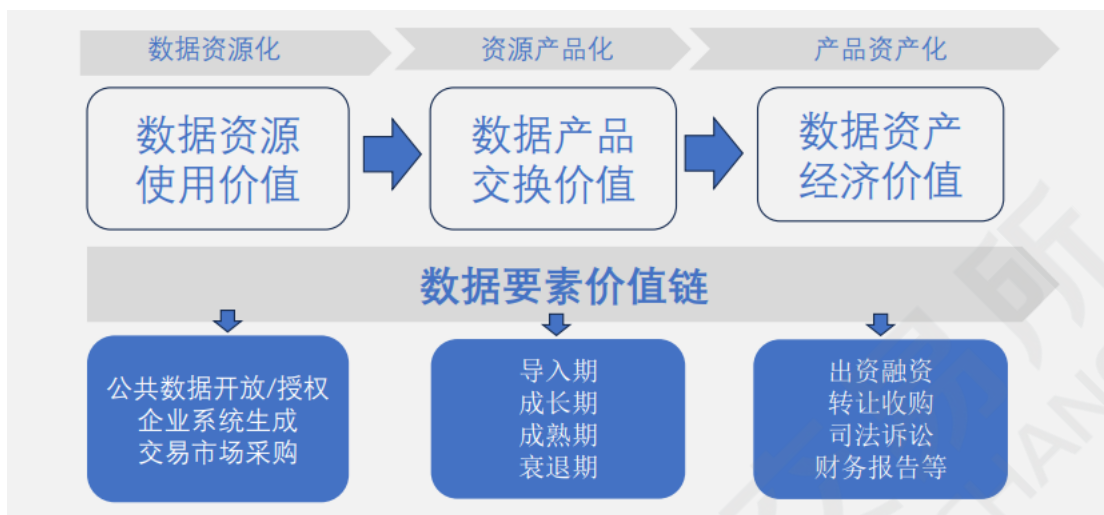 数据资源化
资源产品化
产品资产化
数据资源
使用价值
数据产品
交换价值
数据资产
经济价值
数据要素价值链
公共数据开放/授权
企业系统生成
交易市场采购
导入期
成长期
成熟期
衰退期
出资融资
转让收购
司法诉讼
财务报告等